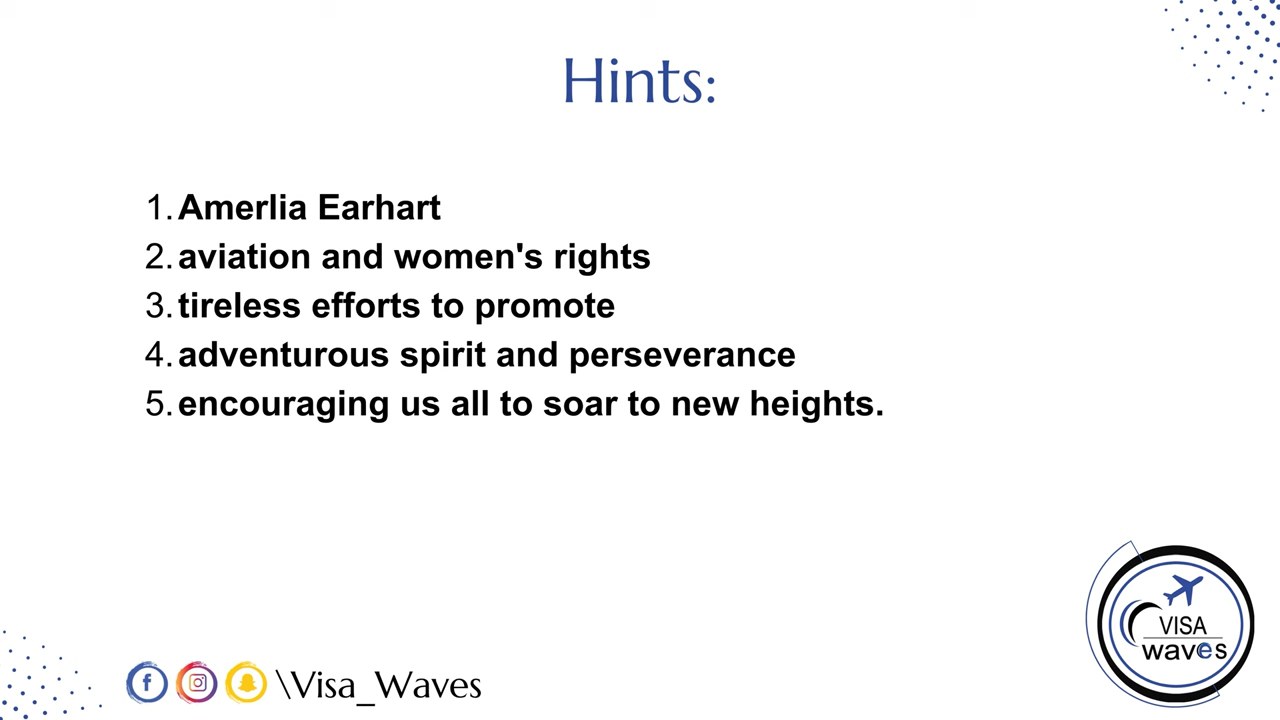 Hints:
1. Amerlia Earhart
2. aviation and women's rights
3. tireless efforts to promote
4. adventurous spirit and perseverance
5. encouraging us all to soar to new heights.
VISA
waves
\Visa_Waves